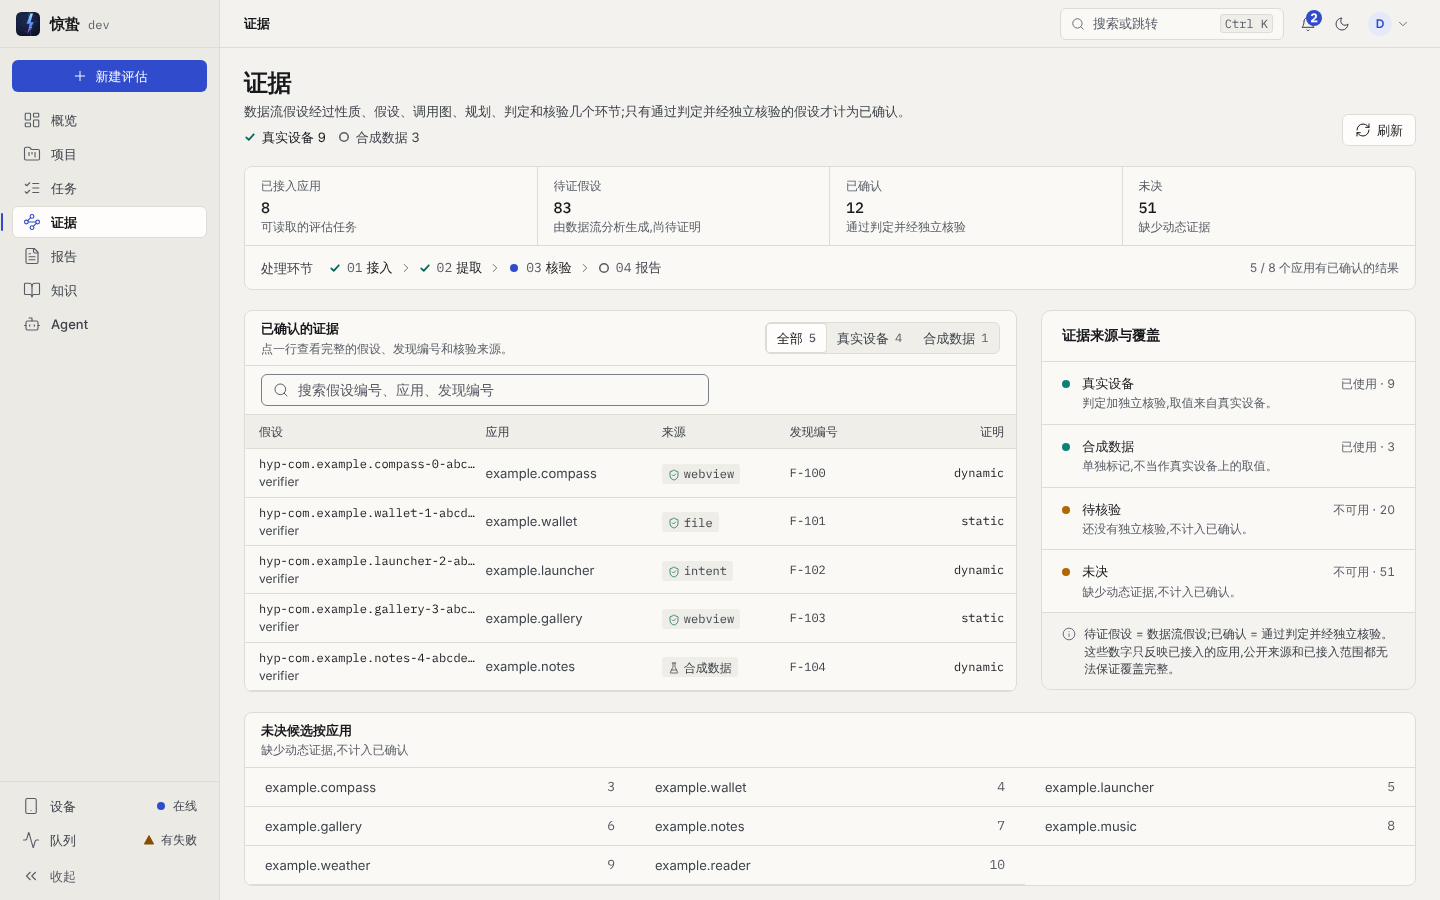 惊蛰 dev
证据
搜索或跳转 Ctrl K
2
D
新建评估
概览
项目
任务
证据
报告
知识
Agent
设备 在线
队列 有失败
收起
证据
数据流假设经过性质、假设、调用图、规划、判定和核验几个环节;只有通过判定并经独立核验的假设才计为已确认。
真实设备 9 合成数据 3
刷新
已接入应用
8
可读取的评估任务
待证假设
83
由数据流分析生成,尚待证明
已确认
12
通过判定并经独立核验
未决
51
缺少动态证据
处理环节 01 接入 02 提取 03 核验 04 报告
5 / 8 个应用有已确认的结果
已确认的证据
点一行查看完整的假设、发现编号和核验来源。
全部 5 真实设备 4 合成数据 1
搜索假设编号、应用、发现编号
假设 应用 来源 发现编号 证明
hyp-com.example.compass-0-abc…
verifier
example.compass webview F-100 dynamic
hyp-com.example.wallet-1-abcd…
verifier
example.wallet file F-101 static
hyp-com.example.launcher-2-ab…
verifier
example.launcher intent F-102 dynamic
hyp-com.example.gallery-3-abc…
verifier
example.gallery webview F-103 static
hyp-com.example.notes-4-abcde…
verifier
example.notes 合成数据 F-104 dynamic
证据来源与覆盖
真实设备 已使用 · 9
判定加独立核验,取值来自真实设备。
合成数据 已使用 · 3
单独标记,不当作真实设备上的取值。
待核验 不可用 · 20
还没有独立核验,不计入已确认。
未决 不可用 · 51
缺少动态证据,不计入已确认。
待证假设 = 数据流假设;已确认 = 通过判定并经独立核验。
这些数字只反映已接入的应用,公开来源和已接入范围都无
法保证覆盖完整。
未决候选按应用
缺少动态证据,不计入已确认
example.compass 3 example.wallet 4 example.launcher 5
example.gallery 6 example.notes 7 example.music 8
example.weather 9 example.reader 10